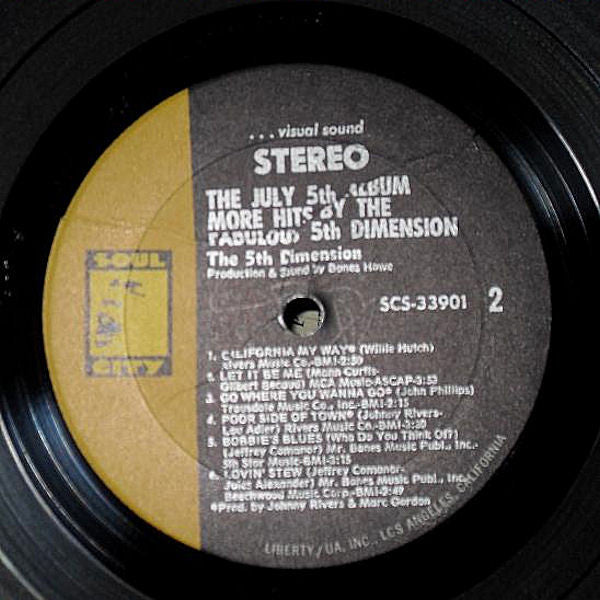 . . . visual sound
STEREO
THE JULY 5th ALBUM
MORE HITS BY THE
FABULOUS 5th DIMENSION
The 5th Dimension
Production & Sound by Bones Howe
SCS-33901 2
SOUL
CITY
1. CALIFORNIA MY WAY* (Willie Hutch)
Rivers Music Co.-BMI-2:50
2. LET IT BE ME (Mann Curtis-
Gilbert Becaud) MCA Music-ASCAP-3:53
3. GO WHERE YOU WANNA GO* (John Phillips)
Trousdale Music Co., Inc.-BMI-2:15
4. POOR SIDE OF TOWN* (Johnny Rivers-
Lou Adler) Rivers Music Co.-BMI-3:20
5. BOBBIE'S BLUES (Who Do You Think Of?)
(Jeffrey Comanor) Mr. Bones Music Publ., Inc.-
5th Star Music-BMI-3:15
6. LOVIN' STEW (Jeffrey Comanor-
Jules Alexander) Mr. Bones Music Publ., Inc.
Beechwood Music Corp.-BMI-2:49
*Prod. by Johnny Rivers & Marc Gordon
LIBERTY/UA, INC., LOS ANGELES, CALIFORNIA